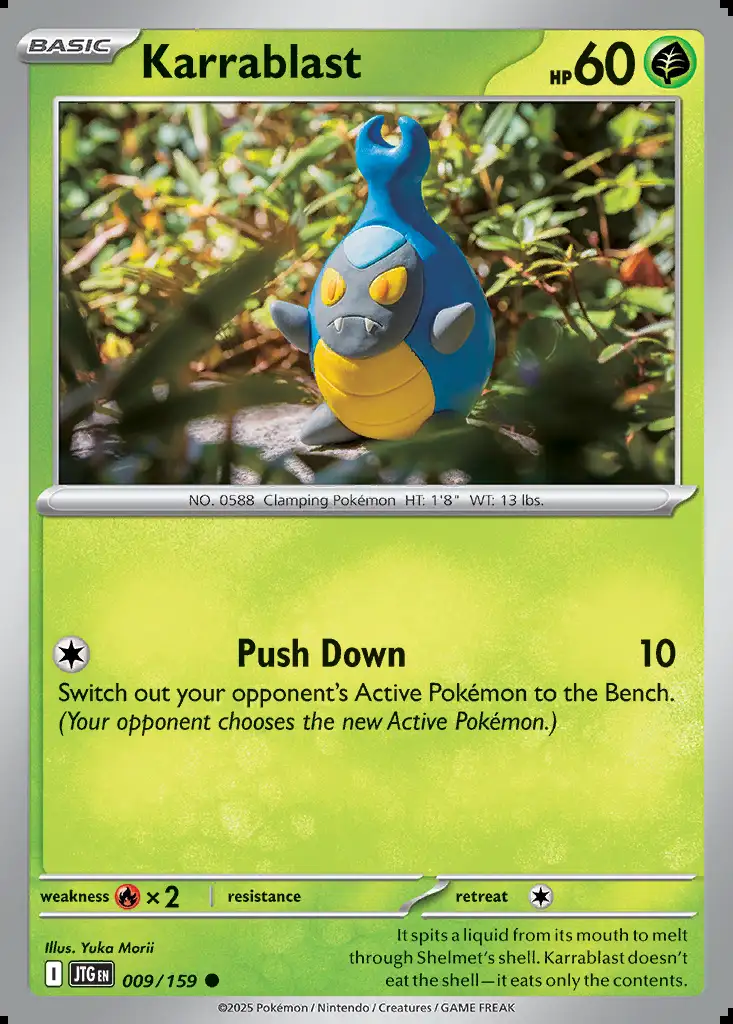 BASIC
Karrablast
HP 60
NO. 0588 Clamping Pokémon HT: 1'8" WT: 13 lbs.
Push Down 10
Switch out your opponent's Active Pokémon to the Bench.
(Your opponent chooses the new Active Pokémon.)
weakness ×2 resistance retreat
Illus. Yuka Morii
It spits a liquid from its mouth to melt
through Shelmet's shell. Karrablast doesn't
eat the shell—it eats only the contents.
I JTG EN 009/159
©2025 Pokémon / Nintendo / Creatures / GAME FREAK